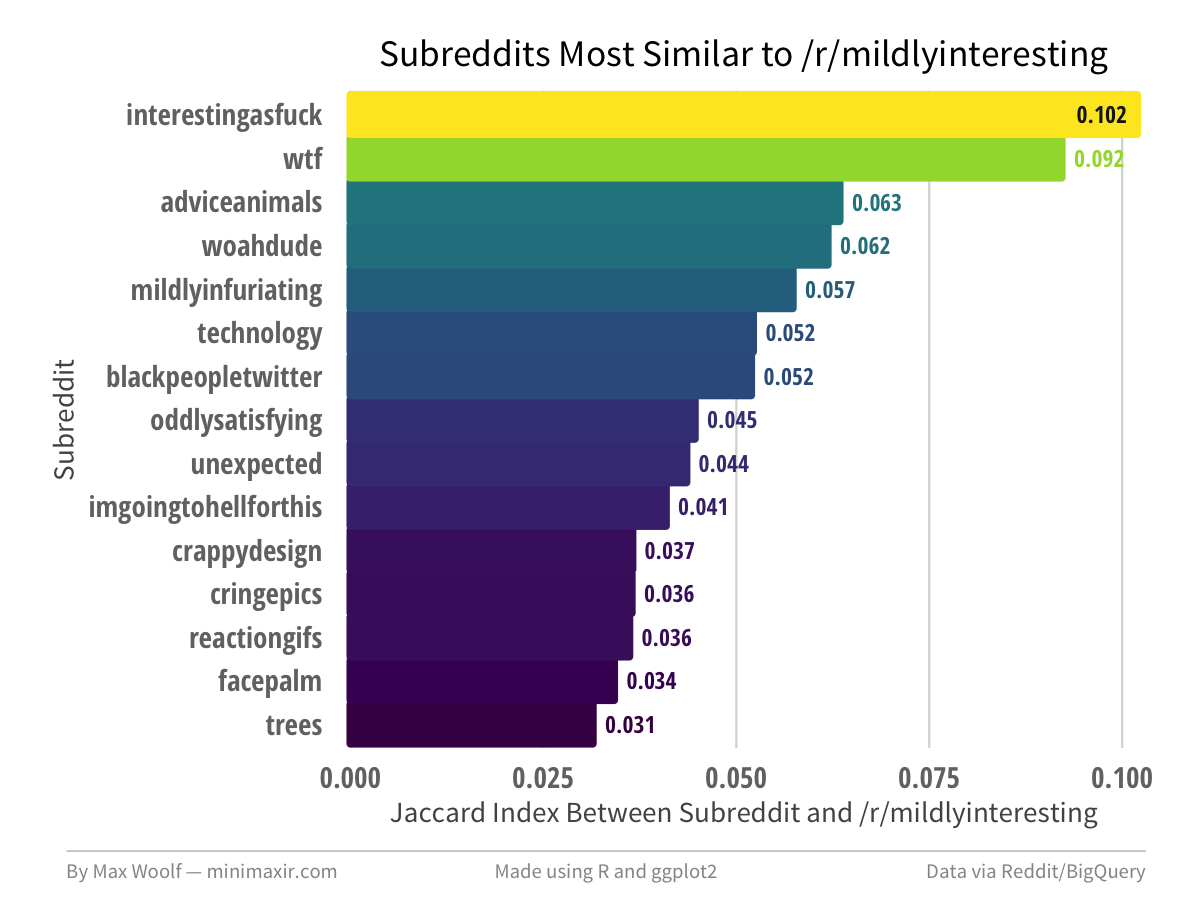 Subreddits Most Similar to /r/mildlyinteresting
interestingasfuck 0.102
wtf 0.092
adviceanimals 0.063
woahdude 0.062
mildlyinfuriating 0.057
technology 0.052
blackpeopletwitter 0.052
oddlysatisfying 0.045
unexpected 0.044
imgoingtohellforthis 0.041
crappydesign 0.037
cringepics 0.036
reactiongifs 0.036
facepalm 0.034
trees 0.031
Subreddit
0.000 0.025 0.050 0.075 0.100
Jaccard Index Between Subreddit and /r/mildlyinteresting
By Max Woolf — minimaxir.com Made using R and ggplot2 Data via Reddit/BigQuery